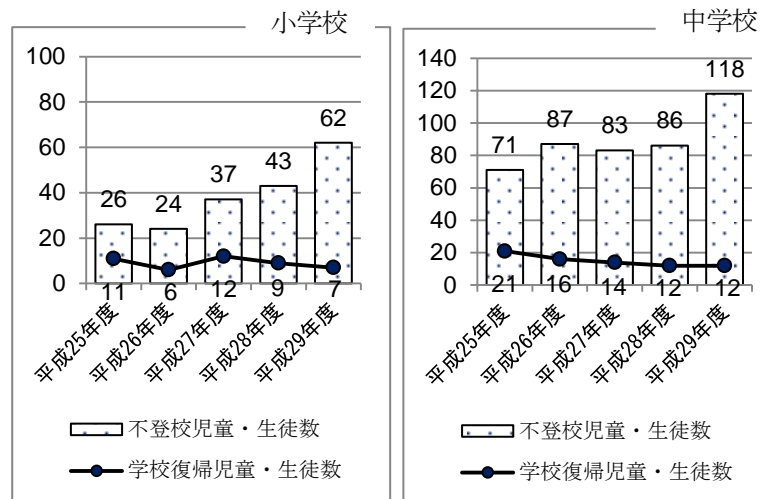 小学校
100
80
60
40
20
0
26
24
37
43
62
11
6
12
9
7
平成25年度
平成26年度
平成27年度
平成28年度
平成29年度
不登校児童・生徒数
学校復帰児童・生徒数
中学校
140
120
100
80
60
40
20
0
71
87
83
86
118
21
16
14
12
12
平成25年度
平成26年度
平成27年度
平成28年度
平成29年度
不登校児童・生徒数
学校復帰児童・生徒数